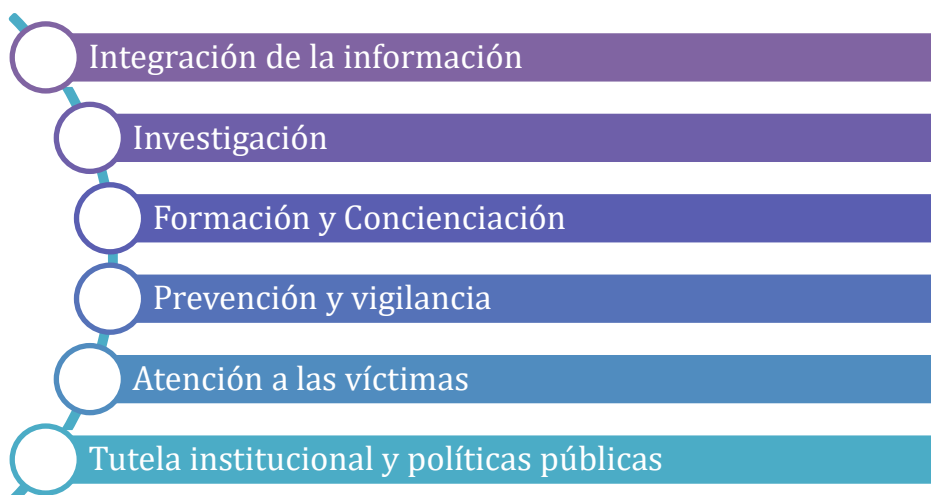 Integración de la información
Investigación
Formación y Concienciación
Prevención y vigilancia
Atención a las víctimas
Tutela institucional y políticas públicas